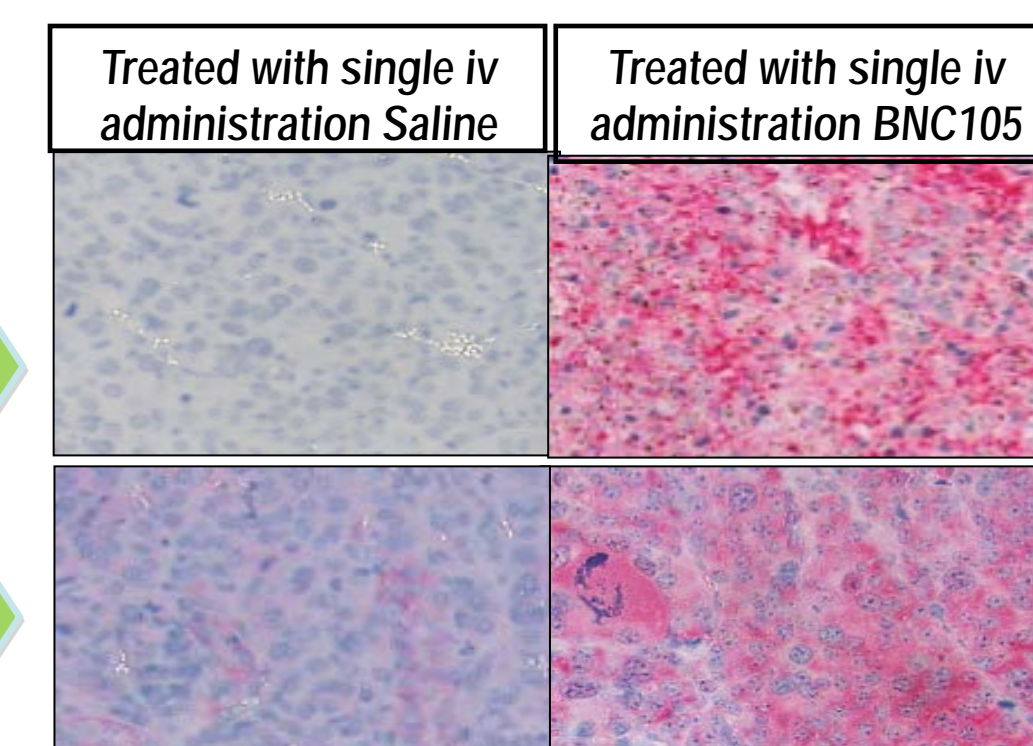 Treated with single iv
administration Saline
Treated with single iv
administration BNC105